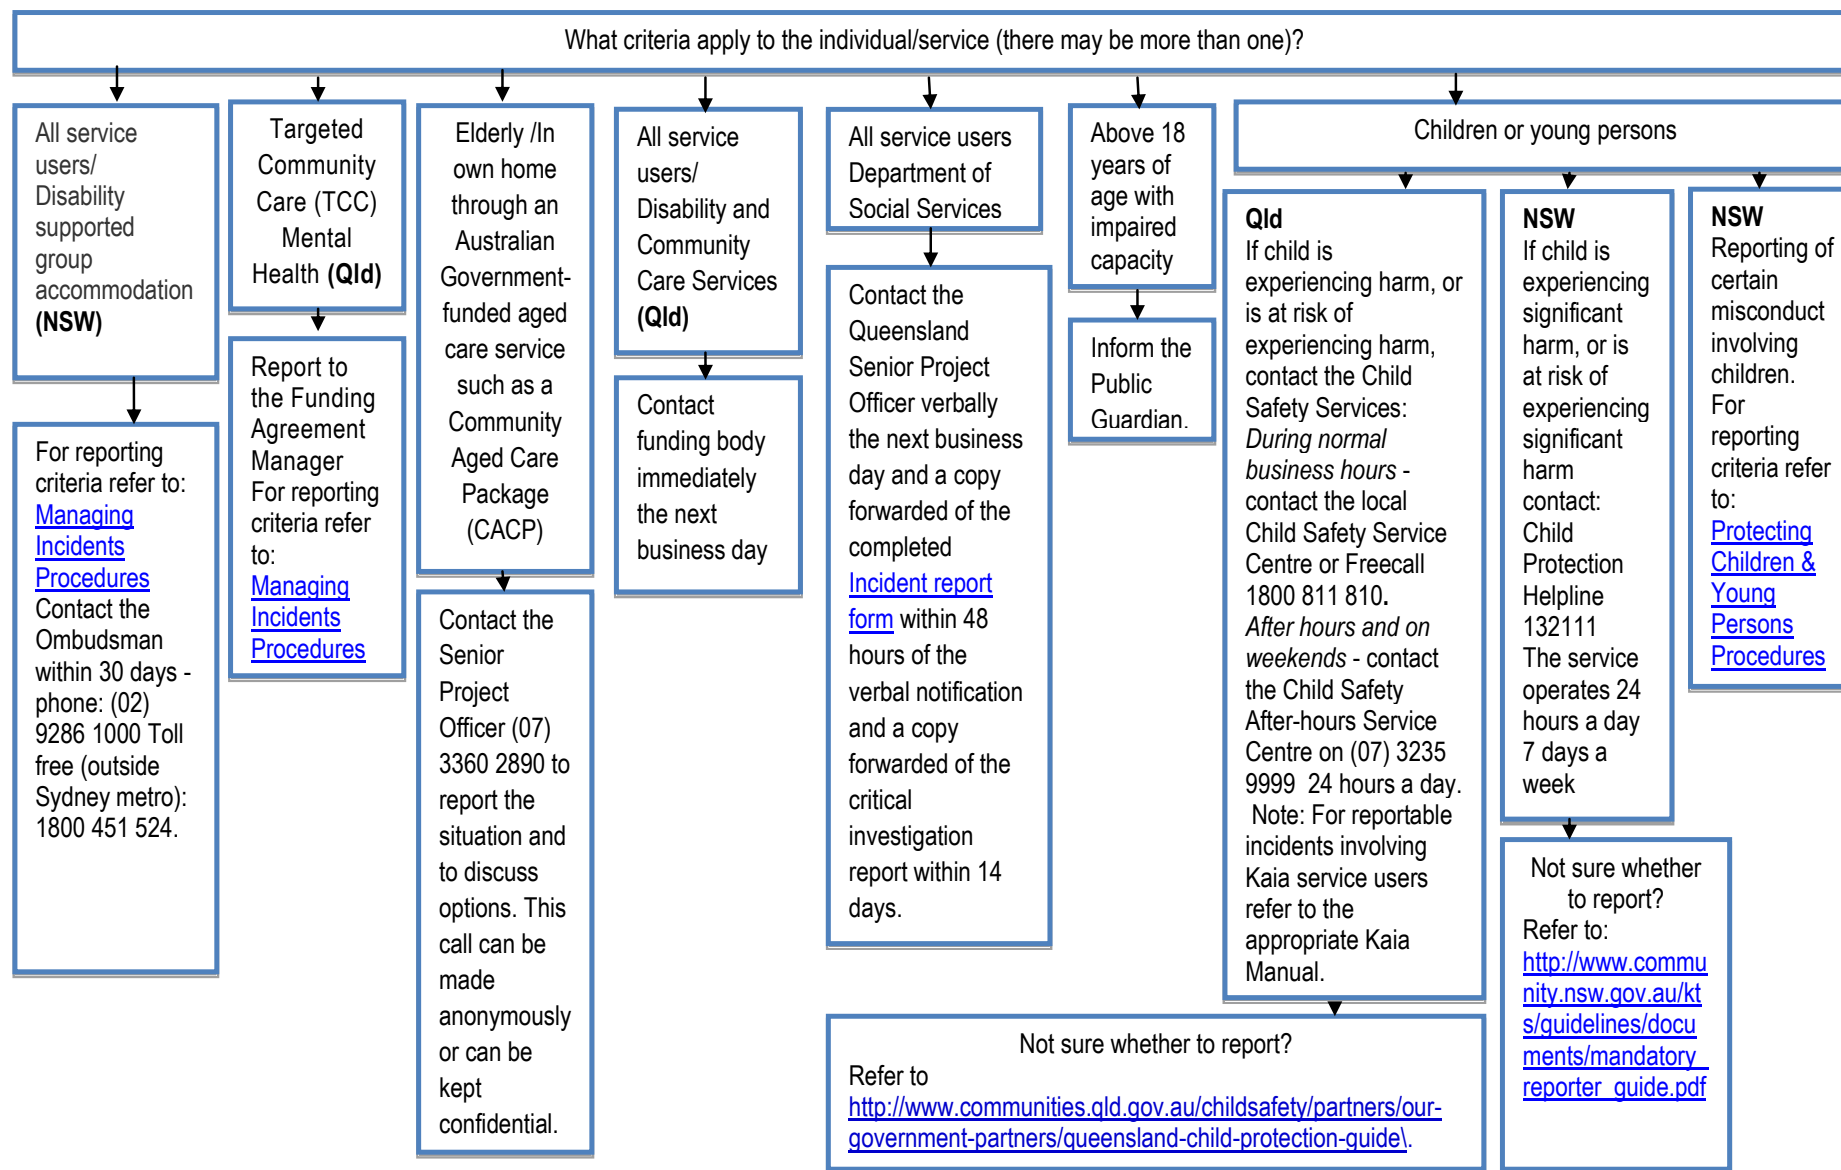 What criteria apply to the individual/service (there may be more than one)?
All service
users/
Disability
supported
group
accommodation
(NSW)
For reporting
criteria refer to:
Managing
Incidents
Procedures
Contact the
Ombudsman
within 30 days -
phone: (02)
9286 1000 Toll
free (outside
Sydney metro):
1800 451 524.
Targeted
Community
Care (TCC)
Mental
Health (Qld)
Report to
the Funding
Agreement
Manager
For reporting
criteria refer
to:
Managing
Incidents
Procedures
Elderly /In
own home
through an
Australian
Government-
funded aged
care service
such as a
Community
Aged Care
Package
(CACP)
Contact the
Senior
Project
Officer (07)
3360 2890 to
report the
situation and
to discuss
options. This
call can be
made
anonymously
or can be
kept
confidential.
All service
users/
Disability and
Community
Care Services
(Qld)
Contact
funding body
immediately
the next
business day
All service users
Department of
Social Services
Contact the
Queensland
Senior Project
Officer verbally
the next business
day and a copy
forwarded of the
completed
Incident report
form within 48
hours of the
verbal notification
and a copy
forwarded of the
critical
investigation
report within 14
days.
Above 18
years of
age with
impaired
capacity
Inform the
Public
Guardian.
Children or young persons
Qld
If child is
experiencing harm, or
is at risk of
experiencing harm,
contact the Child
Safety Services:
During normal
business hours -
contact the local
Child Safety Service
Centre or Freecall
1800 811 810.
After hours and on
weekends - contact
the Child Safety
After-hours Service
Centre on (07) 3235
9999 24 hours a day.
Note: For reportable
incidents involving
Kaia service users
refer to the
appropriate Kaia
Manual.
Not sure whether to report?
Refer to
http://www.communities.qld.gov.au/childsafety/partners/our-
government-partners/queensland-child-protection-guide\.
NSW
If child is
experiencing
significant
harm, or is
at risk of
experiencing
significant
harm
contact:
Child
Protection
Helpline
132111
The service
operates 24
hours a day
7 days a
week
Not sure whether
to report?
Refer to:
http://www.commu
nity.nsw.gov.au/kt
s/guidelines/docu
ments/mandatory_
reporter_guide.pdf
NSW
Reporting of
certain
misconduct
involving
children.
For
reporting
criteria refer
to:
Protecting
Children &
Young
Persons
Procedures